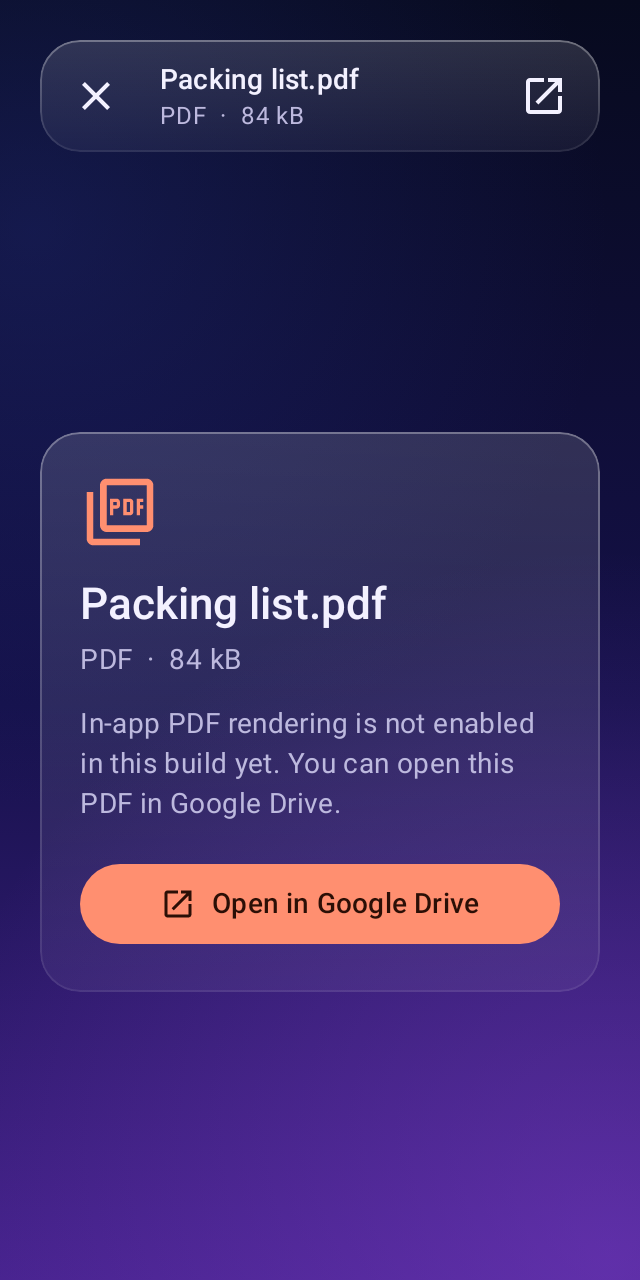 Packing list.pdf
PDF · 84 kB
PDF
Packing list.pdf
PDF · 84 kB
In-app PDF rendering is not enabled
in this build yet. You can open this
PDF in Google Drive.
Open in Google Drive